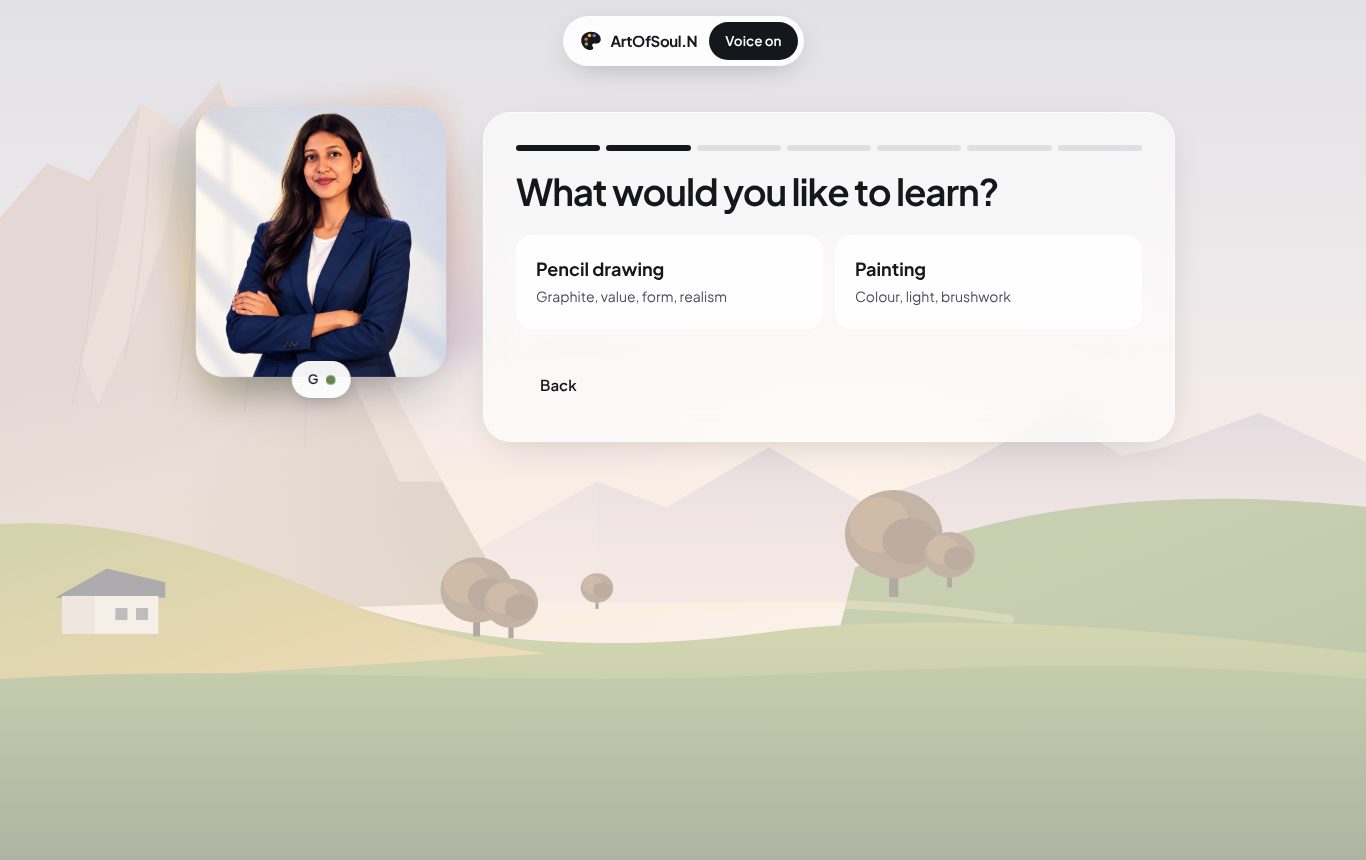 ArtOfSoul.N
Voice on
What would you like to learn?
Pencil drawing
Graphite, value, form, realism
Painting
Colour, light, brushwork
G
Back